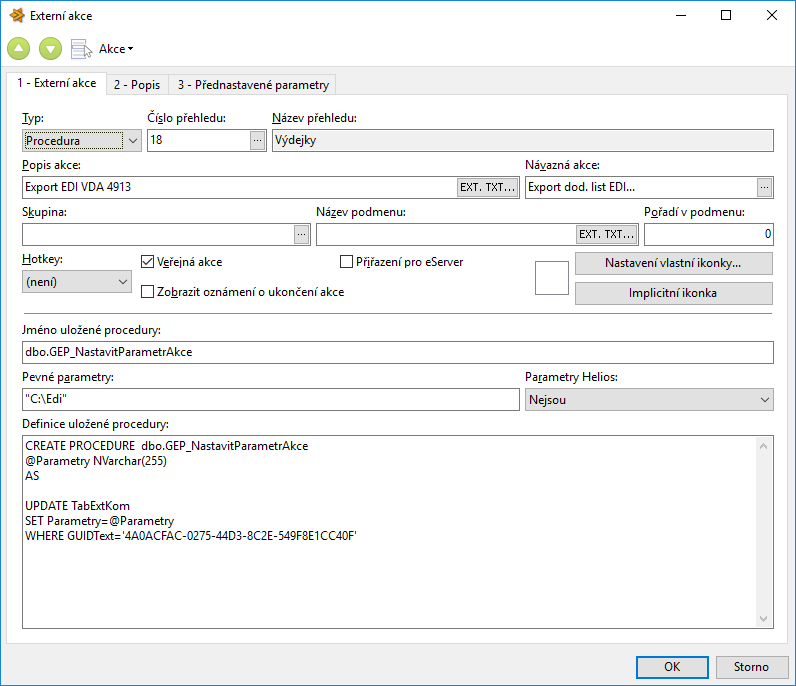 Externí akce
Akce
1 - Externí akce
2 - Popis
3 - Přednastavené parametry
Typ:
Číslo přehledu:
Název přehledu:
Procedura
18
...
Výdejky
Popis akce:
Návazná akce:
Export EDI VDA 4913
EXT. TXT...
Export dod. list EDI...
...
Skupina:
Název podmenu:
Pořadí v podmenu:
...
EXT. TXT...
0
Hotkey:
Veřejná akce
Přiřazení pro eServer
Nastavení vlastní ikonky...
(není)
Zobrazit oznámení o ukončení akce
Implicitní ikonka
Jméno uložené procedury:
dbo.GEP_NastavitParametrAkce
Pevné parametry:
Parametry Helios:
"C:\Edi"
Nejsou
Definice uložené procedury:
CREATE PROCEDURE  dbo.GEP_NastavitParametrAkce
@Parametry NVarchar(255)
AS
UPDATE TabExtKom
SET Parametry=@Parametry
WHERE GUIDText='4A0ACFAC-0275-44D3-8C2E-549F8E1CC40F'
OK
Storno